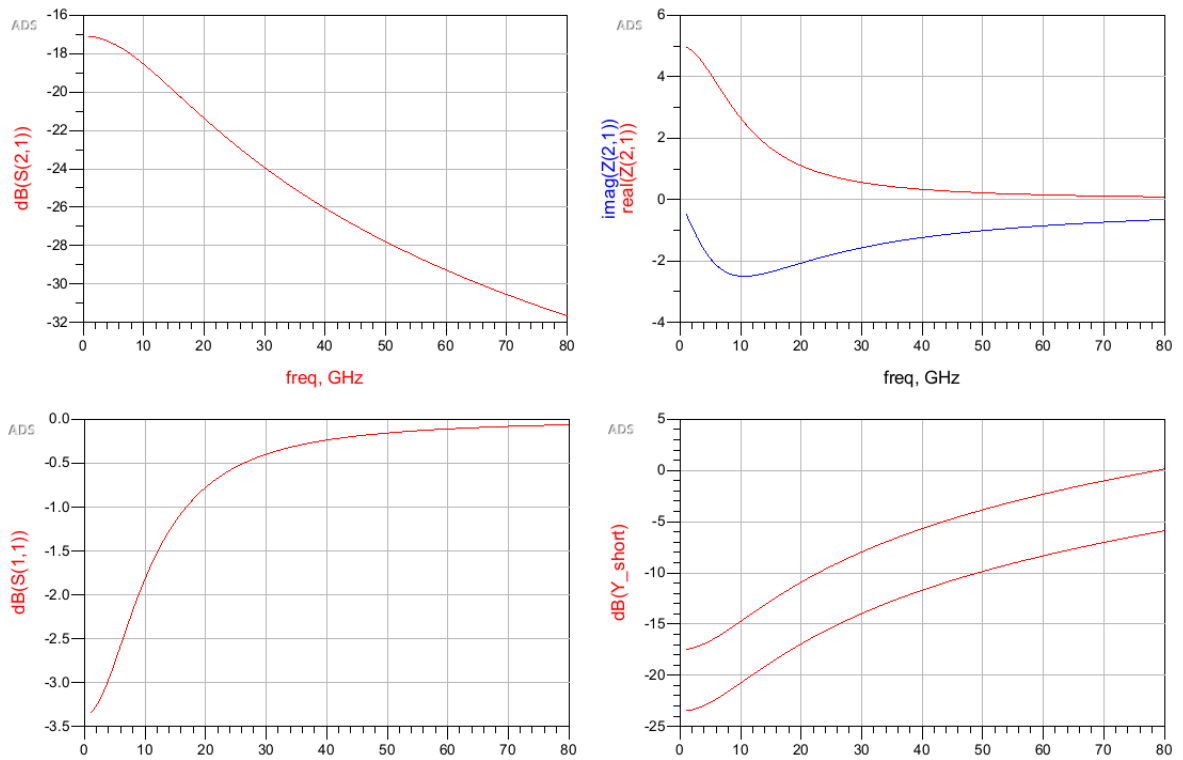 ADS
-16
-18
-20
-22
-24
-26
-28
-30
-32
dB(S(2,1))
0 10 20 30 40 50 60 70 80
freq, GHz
ADS
6
4
2
0
-2
-4
imag(Z(2,1))
real(Z(2,1))
0 10 20 30 40 50 60 70 80
freq, GHz
ADS
0.0
-0.5
-1.0
-1.5
-2.0
-2.5
-3.0
-3.5
dB(S(1,1))
0 10 20 30 40 50 60 70 80
ADS
5
0
-5
-10
-15
-20
-25
dB(Y_short)
0 10 20 30 40 50 60 70 80